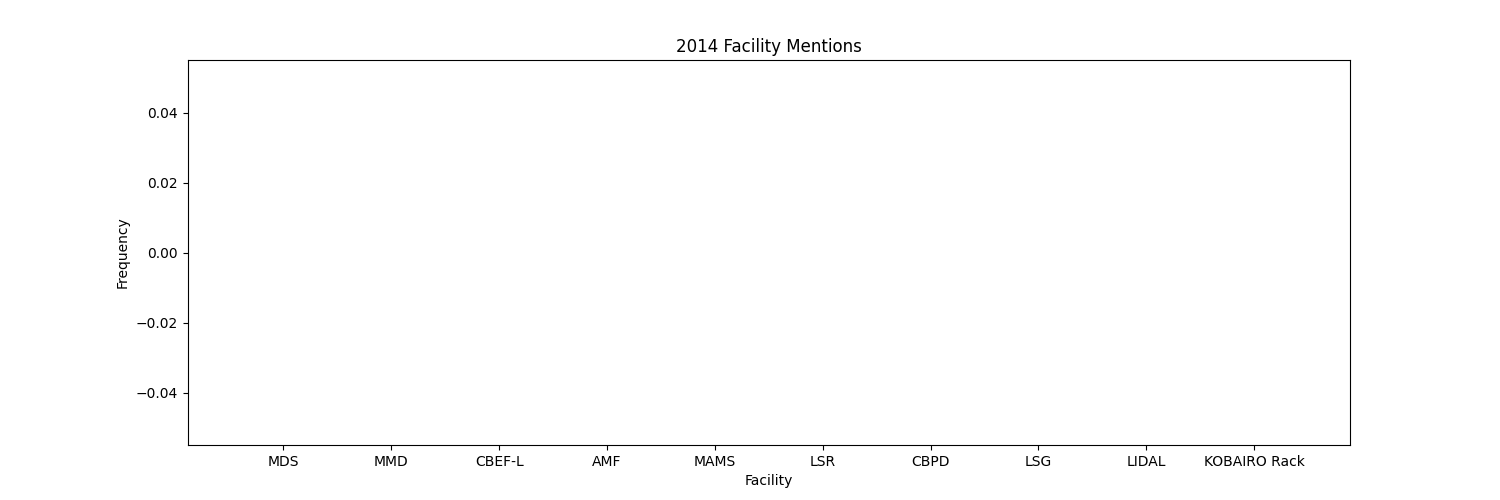 2014 Facility Mentions
0.04
0.02
0.00
−0.02
−0.04
Frequency
MDS MMD CBEF-L AMF MAMS LSR CBPD LSG LIDAL KOBAIRO Rack
Facility